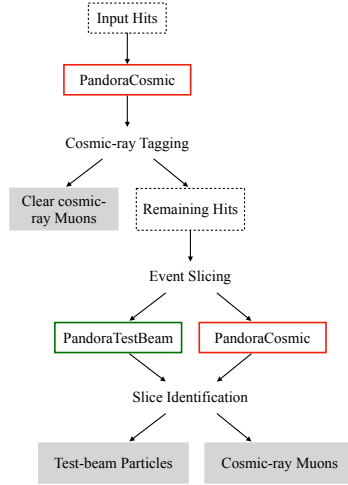 Input Hits
PandoraCosmic
Cosmic-ray Tagging
Clear cosmic-
ray Muons
Remaining Hits
Event Slicing
PandoraTestBeam
PandoraCosmic
Slice Identification
Test-beam Particles
Cosmic-ray Muons